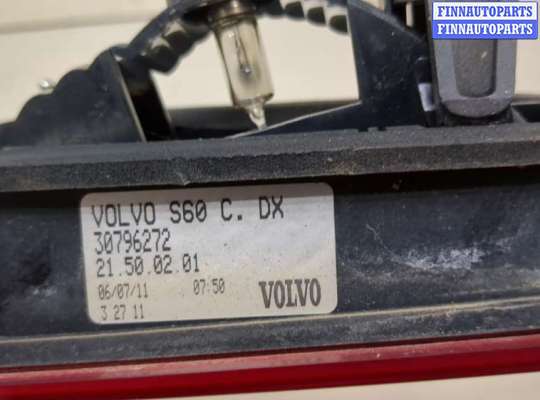 FINNAUTOPARTS
FINNAUTOPARTS
VOLVO S60 C. DX
30796272
21.50.02.01
06/07/11 07:50
3 27 11
VOLVO